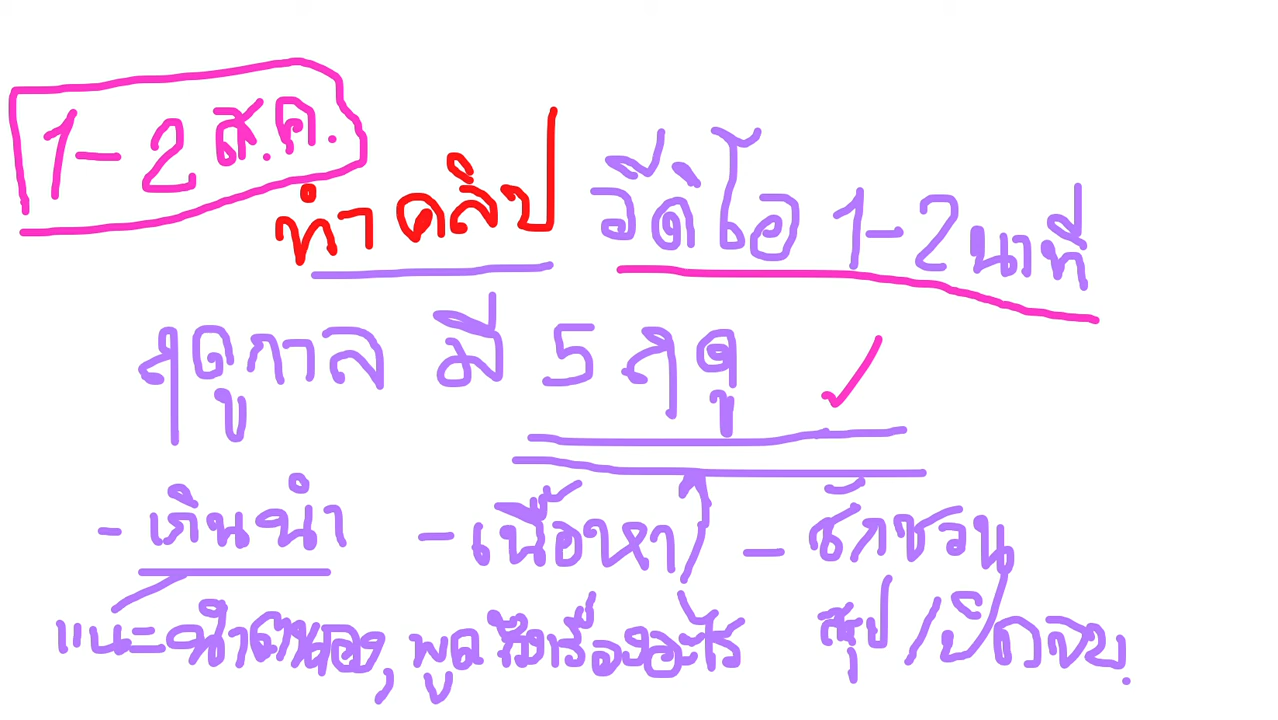 1-2 ส.ค.
ทำคลิป วีดีโอ 1-2 นาที
ฤดูกาล มี 5 ฤดู ✓
- เกินนำ - เนื้อหา - ชักชวน
แนะนำตนเอง, พูดถึงเรื่องอะไร สรุป / ปิดจบ.